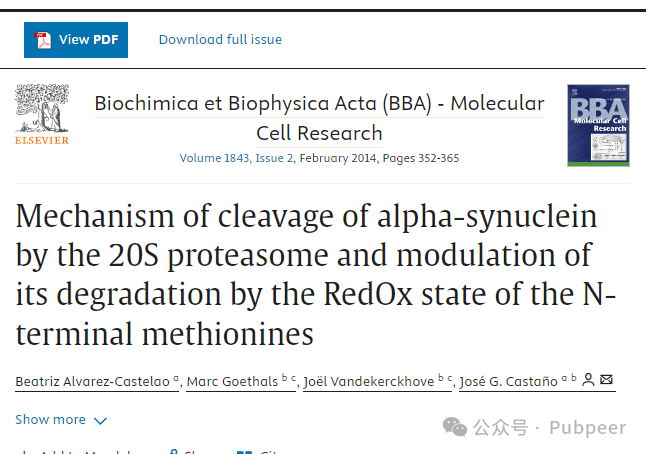 View PDF
Download full issue
ELSEVIER
Biochimica et Biophysica Acta (BBA) - Molecular
Cell Research
Volume 1843, Issue 2, February 2014, Pages 352-365
BBA
Molecular Cell
Research
Mechanism of cleavage of alpha-synuclein
by the 20S proteasome and modulation of
its degradation by the RedOx state of the N-
terminal methionines
Beatriz Alvarez-Castelao a, Marc Goethals b c, Joël Vandekerckhove b c, José G. Castaño a b
Show more
公众号 · Pubpeer